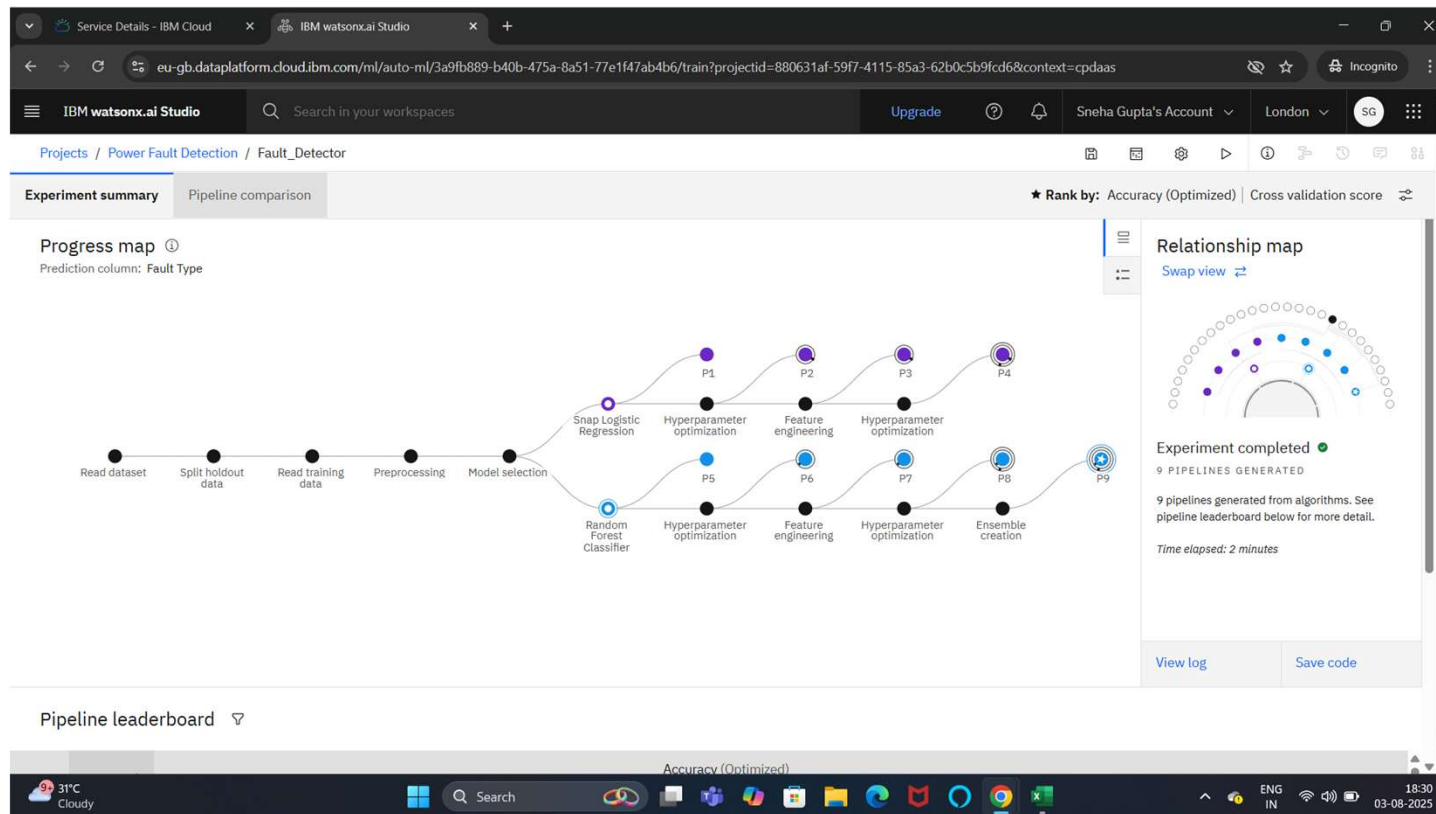 Service Details - IBM Cloud
IBM watsonx.ai Studio
eu-gb.dataplatform.cloud.ibm.com/ml/auto-ml/3a9fb889-b40b-475a-8a51-77e1f47ab4b6/train?projectid=880631af-59f7-4115-85a3-62b0c5b9fcd6&context=cpdaas
Incognito
IBM watsonx.ai Studio
Search in your workspaces
Upgrade
Sneha Gupta's Account
London
SG
Projects / Power Fault Detection / Fault_Detector
Experiment summary
Pipeline comparison
Rank by: Accuracy (Optimized) | Cross validation score
Progress map
Prediction column: Fault Type
P1
P2
P3
P4
Snap Logistic
Regression
Hyperparameter
optimization
Feature
engineering
Hyperparameter
optimization
Read dataset
Split holdout
data
Read training
data
Preprocessing
Model selection
P5
P6
P7
P8
P9
Random
Forest
Classifier
Hyperparameter
optimization
Feature
engineering
Hyperparameter
optimization
Ensemble
creation
Relationship map
Swap view
Experiment completed
9 PIPELINES GENERATED
9 pipelines generated from algorithms. See
pipeline leaderboard below for more detail.
Time elapsed: 2 minutes
View log
Save code
Pipeline leaderboard
Accuracy (Optimized)
9+
31°C
Cloudy
Search
ENG
IN
18:30
03-08-2025